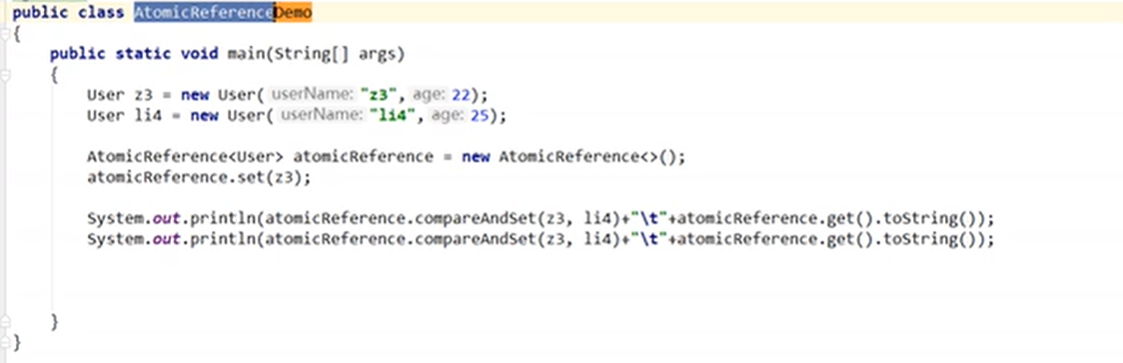 public class AtomicReferenceDemo
{
public static void main(String[] args)
{
User z3 = new User( userName: "z3", age: 22);
User li4 = new User( userName: "li4", age: 25);
AtomicReference<User> atomicReference = new AtomicReference<>();
atomicReference.set(z3);
System.out.println(atomicReference.compareAndSet(z3, li4)+"\t"+atomicReference.get().toString());
System.out.println(atomicReference.compareAndSet(z3, li4)+"\t"+atomicReference.get().toString());
}
}